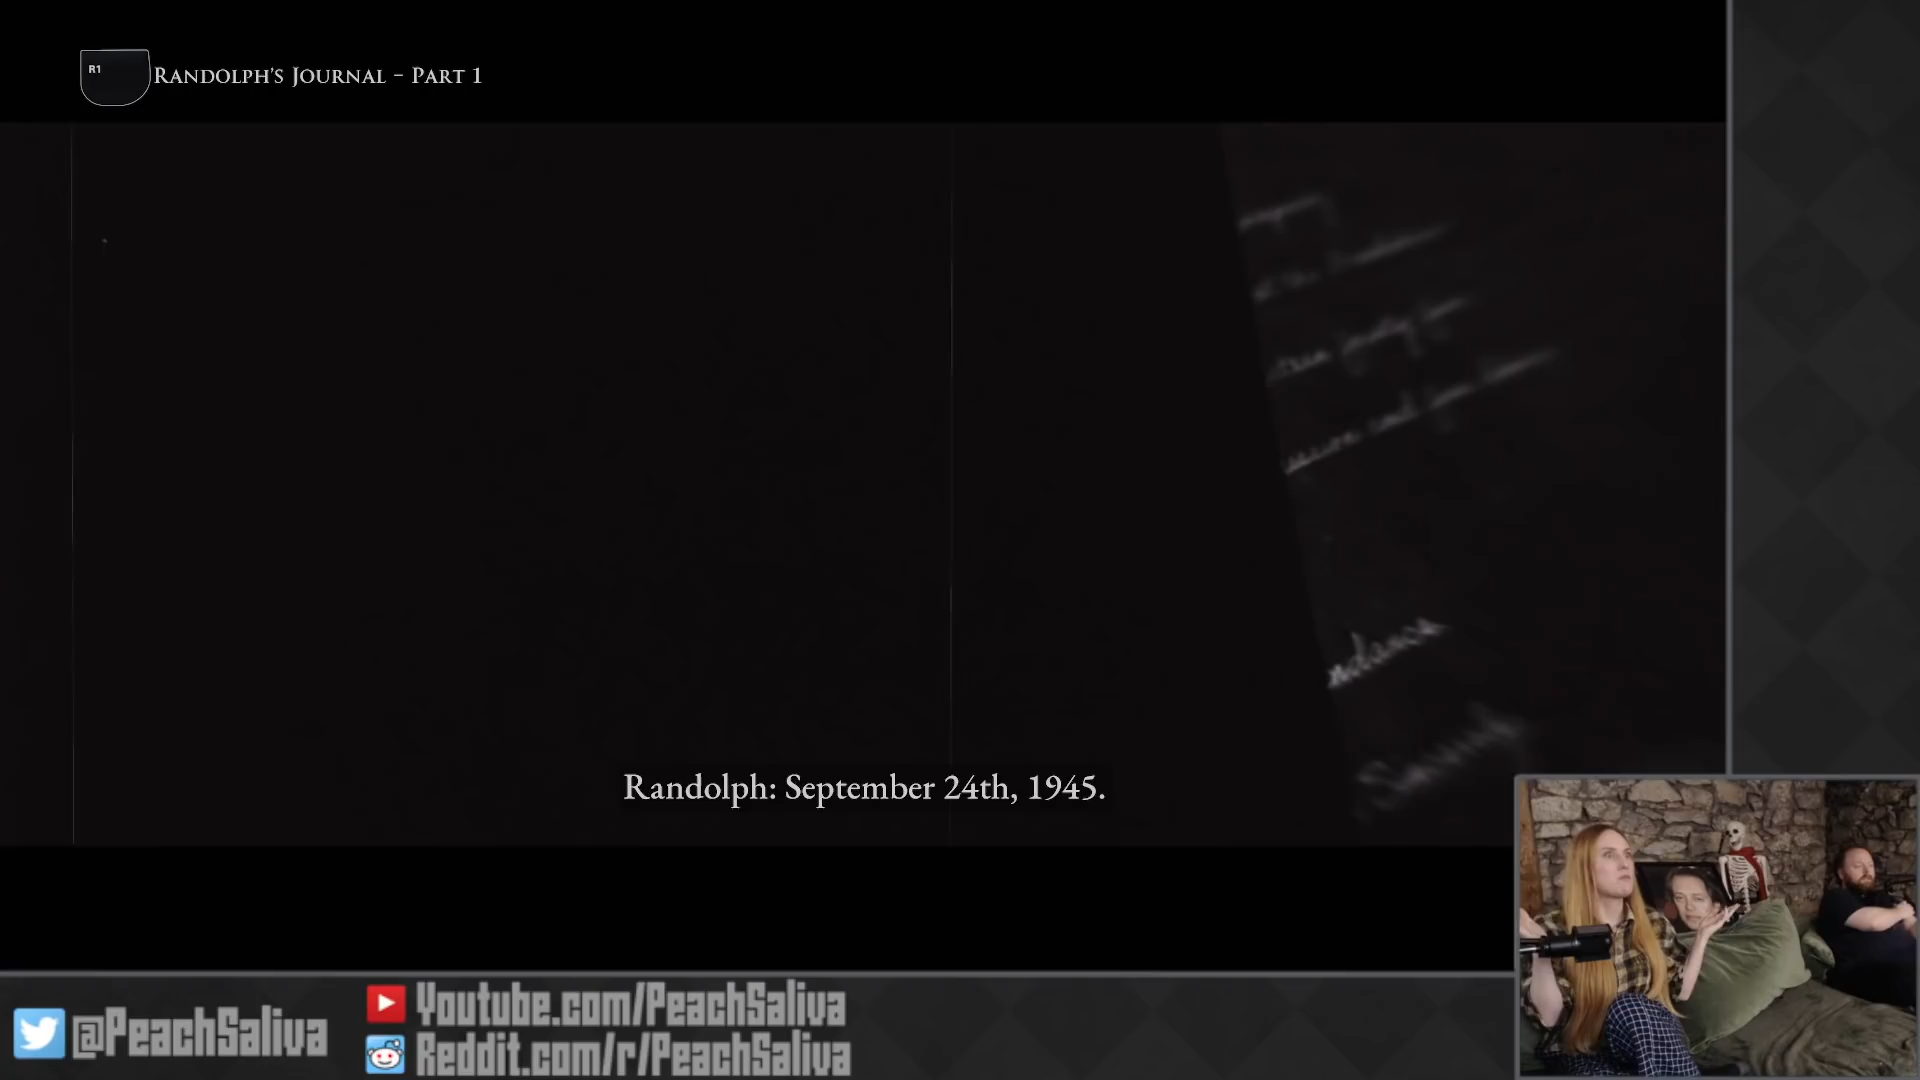 R1
RANDOLPH'S JOURNAL - PART 1
Randolph: September 24th, 1945.
@PeachSaliva
Youtube.com/PeachSaliva
Reddit.com/r/PeachSaliva